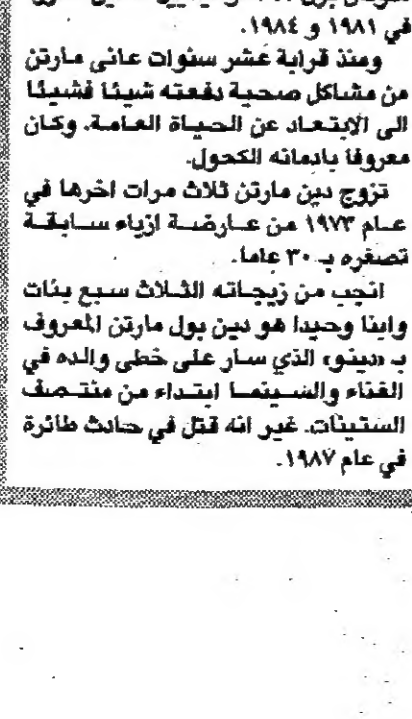 في ١٩٨١ و ١٩٨٤.
ومنذ قرابة عشر سنوات عانى مارتن
من مشاكل صحية دفعته شيئا فشيئا
الى الابتعاد عن الحياة العامة. وكان
معروفا بادمانه الكحول.
تزوج دين مارتن ثلاث مرات اخرها في
عام ١٩٧٣ من عارضة ازياء سابقة
تصغره بـ ٣٠ عاما.
انجب من زيجاته الثلاث سبع بنات
وابنا وحيدا هو دين بول مارتن المعروف
بـ «دينو» الذي سار على خطى والده في
الغناء والسينما ابتداء من منتصف
الستينات. غير انه قتل في حادث طائرة
في عام ١٩٨٧.